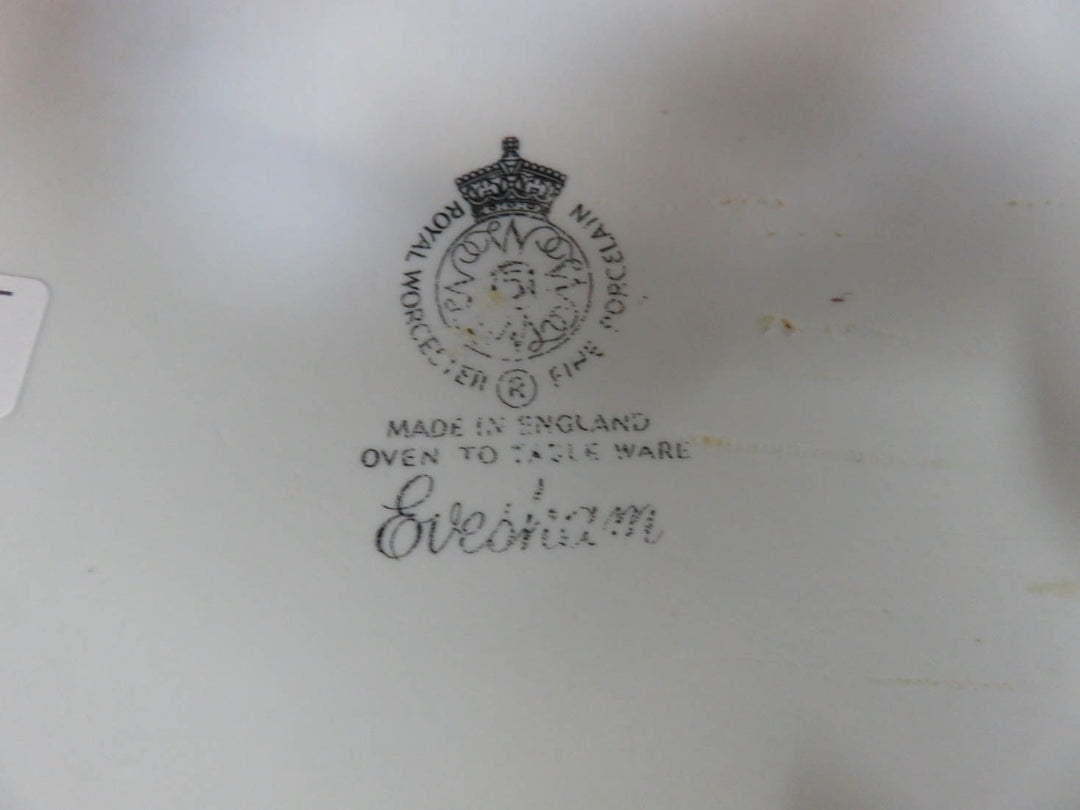 ROYAL WORCESTER ® FINE PORCELAIN
MADE IN ENGLAND
OVEN TO TABLE WARE
Evesham